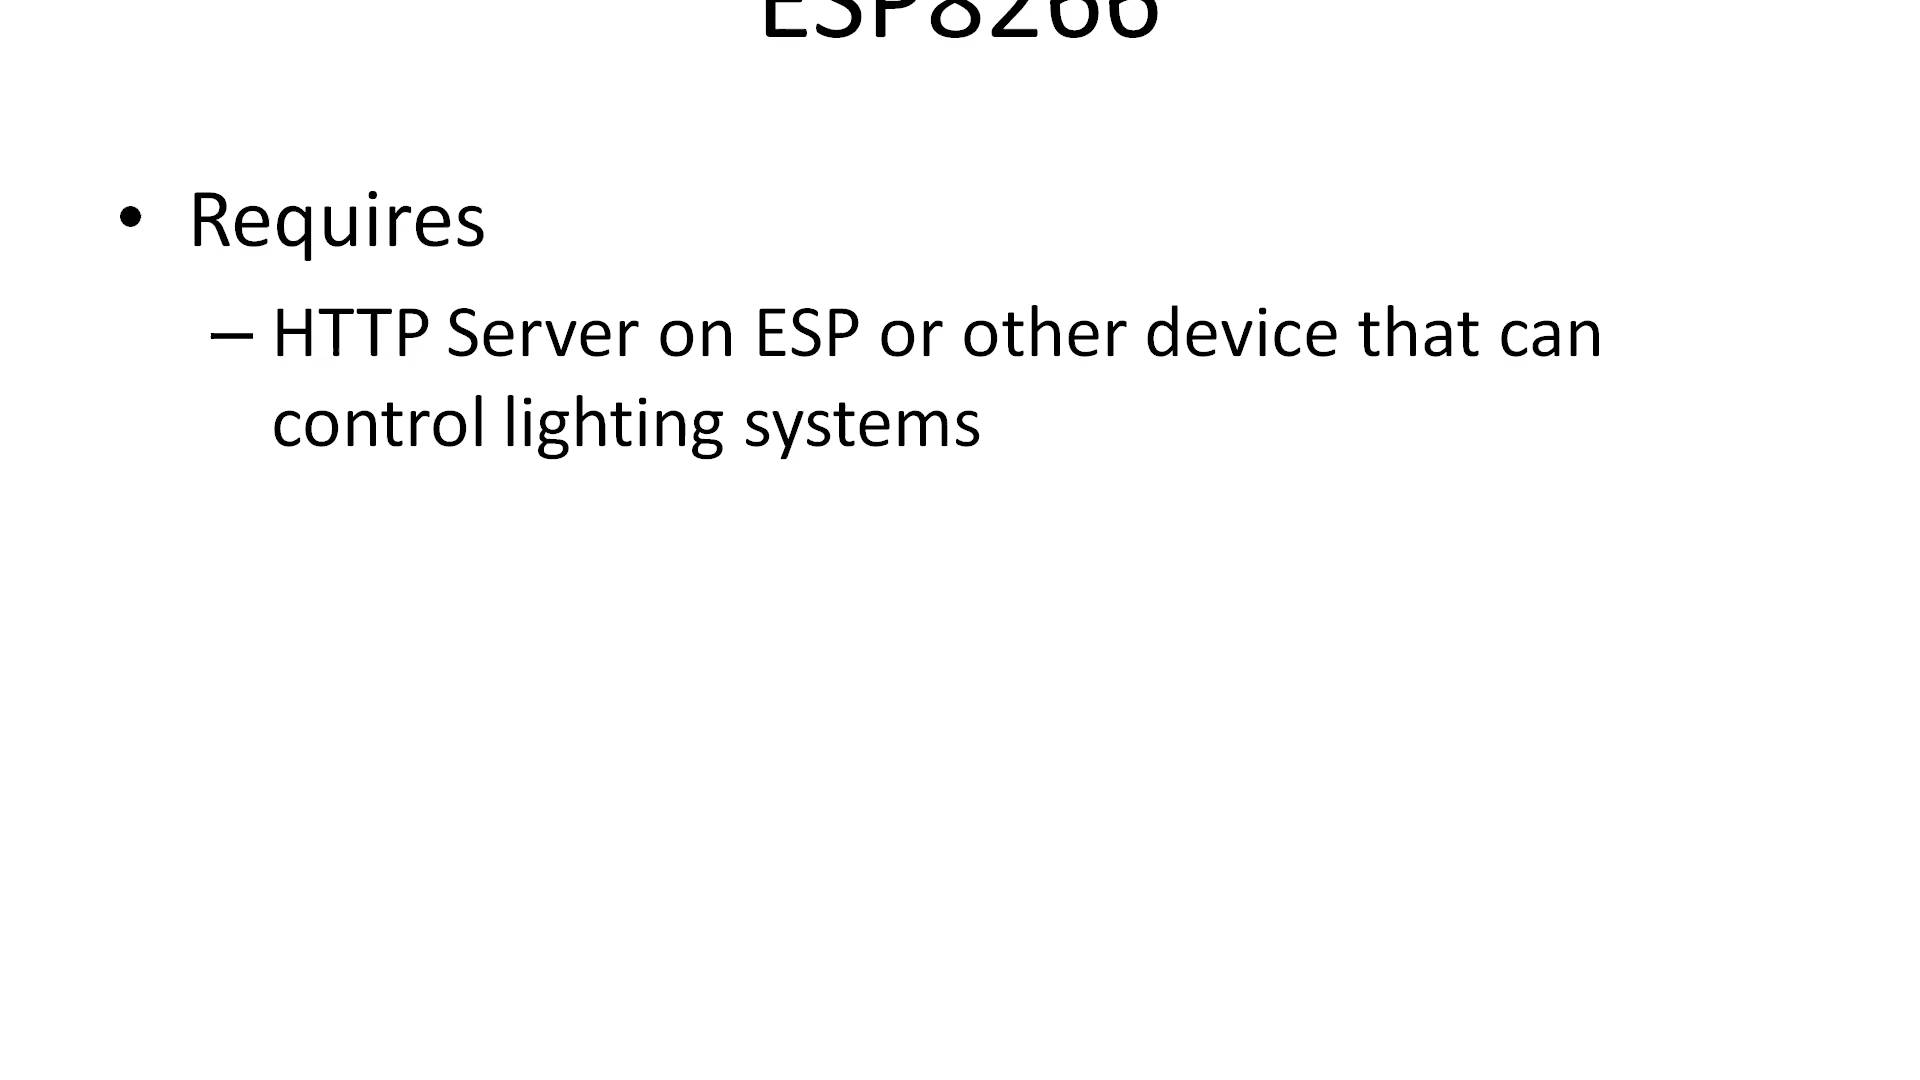 ESP8266
• Requires
– HTTP Server on ESP or other device that can
control lighting systems